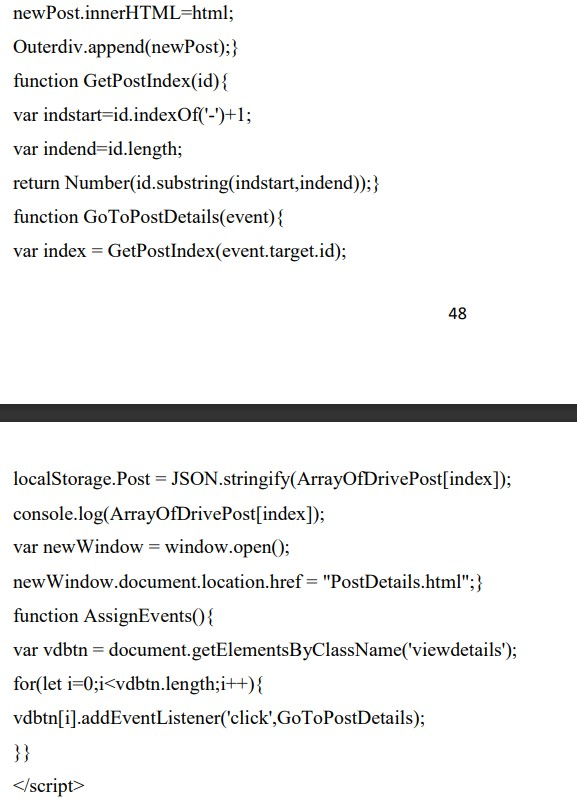 newPost.innerHTML=html;
Outerdiv.append(newPost);}
function GetPostIndex(id){
var indstart=id.indexOf('-')+1;
var indend=id.length;
return Number(id.substring(indstart,indend));}
function GoToPostDetails(event){
var index = GetPostIndex(event.target.id);
48
localStorage.Post = JSON.stringify(ArrayOfDrivePost[index]);
console.log(ArrayOfDrivePost[index]);
var newWindow = window.open();
newWindow.document.location.href = "PostDetails.html";}
function AssignEvents(){
var vdbtn = document.getElementsByClassName('viewdetails');
for(let i=0;i<vdbtn.length;i++){
vdbtn[i].addEventListener('click',GoToPostDetails);
}}
</script>